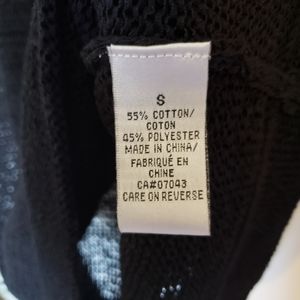 S
55% COTTON/
COTON
45% POLYESTER
MADE IN CHINA/
FABRIQUÉ EN
CHINE
CA#07043
CARE ON REVERSE